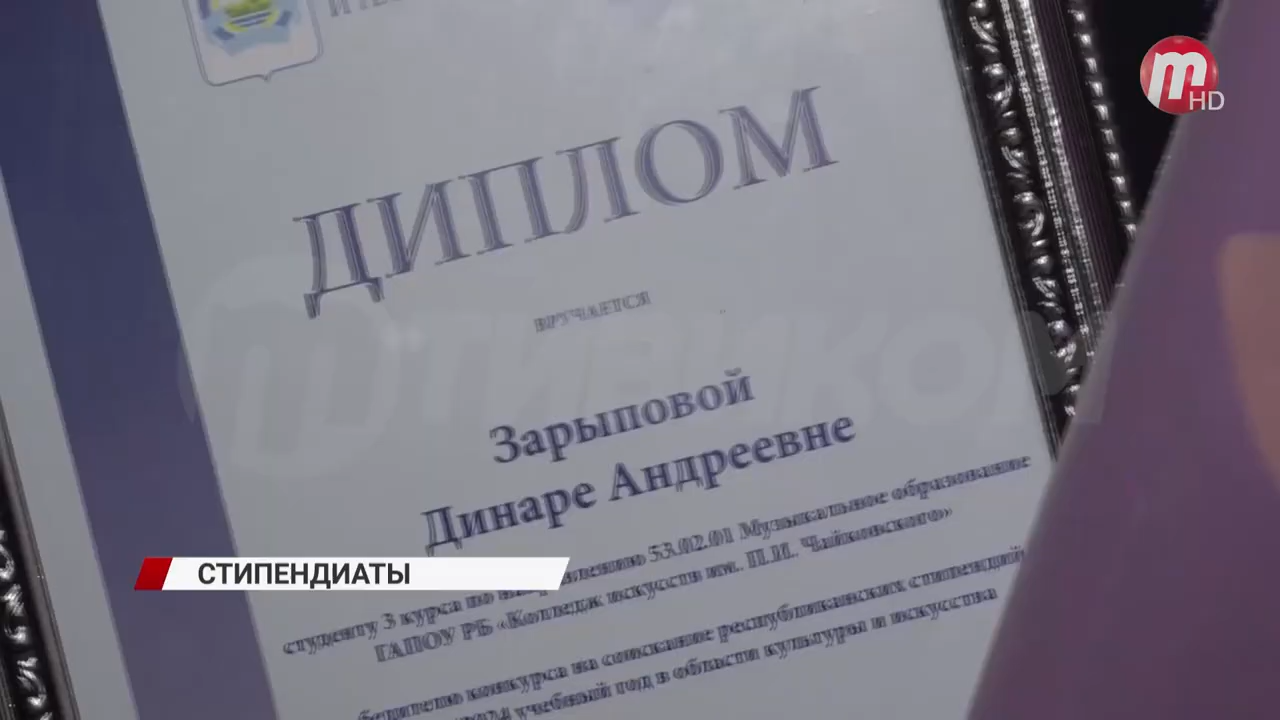 ДИПЛОМ
ВРУЧАЕТСЯ
Зарыповой
Динаре Андреевне
студенту 3 курса по направлению 53.02.01 Музыкальное образование
ГАПОУ РБ «Колледж искусств им. П.И. Чайковского»
конкурса на соискание республиканских стипендий
учебный год в области культуры и искусства
СТИПЕНДИАТЫ
m HD
ТИВИКОМ